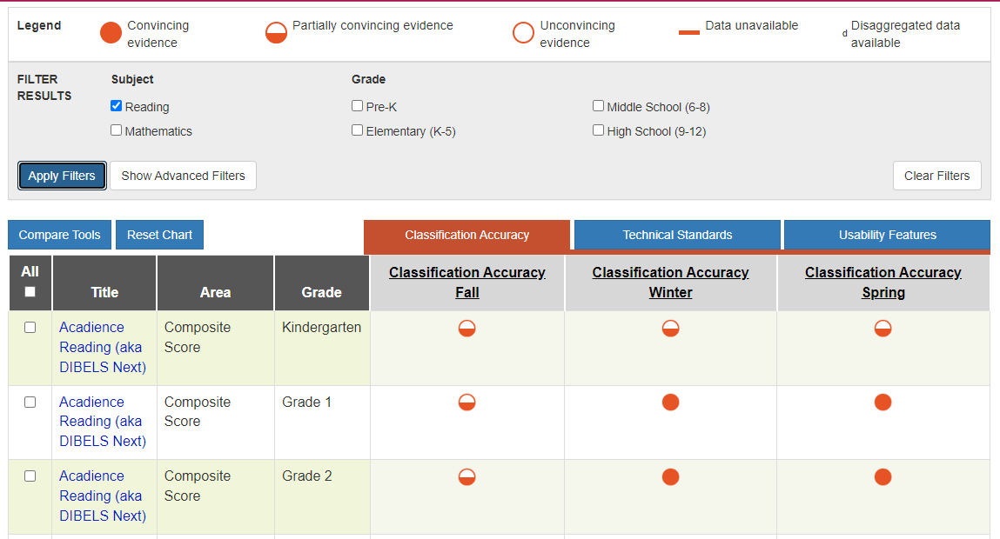 Legend
Convincing
evidence
Partially convincing evidence
Unconvincing
evidence
Data unavailable
d
Disaggregated data
available
FILTER
RESULTS
Subject
Reading
Mathematics
Grade
Pre-K
Elementary (K-5)
Middle School (6-8)
High School (9-12)
Apply Filters
Show Advanced Filters
Clear Filters
Compare Tools
Reset Chart
Classification Accuracy
Technical Standards
Usability Features
All
Title
Area
Grade
Classification Accuracy
Fall
Classification Accuracy
Winter
Classification Accuracy
Spring
Acadience
Reading (aka
DIBELS Next)
Composite
Score
Kindergarten
Acadience
Reading (aka
DIBELS Next)
Composite
Score
Grade 1
Acadience
Reading (aka
DIBELS Next)
Composite
Score
Grade 2